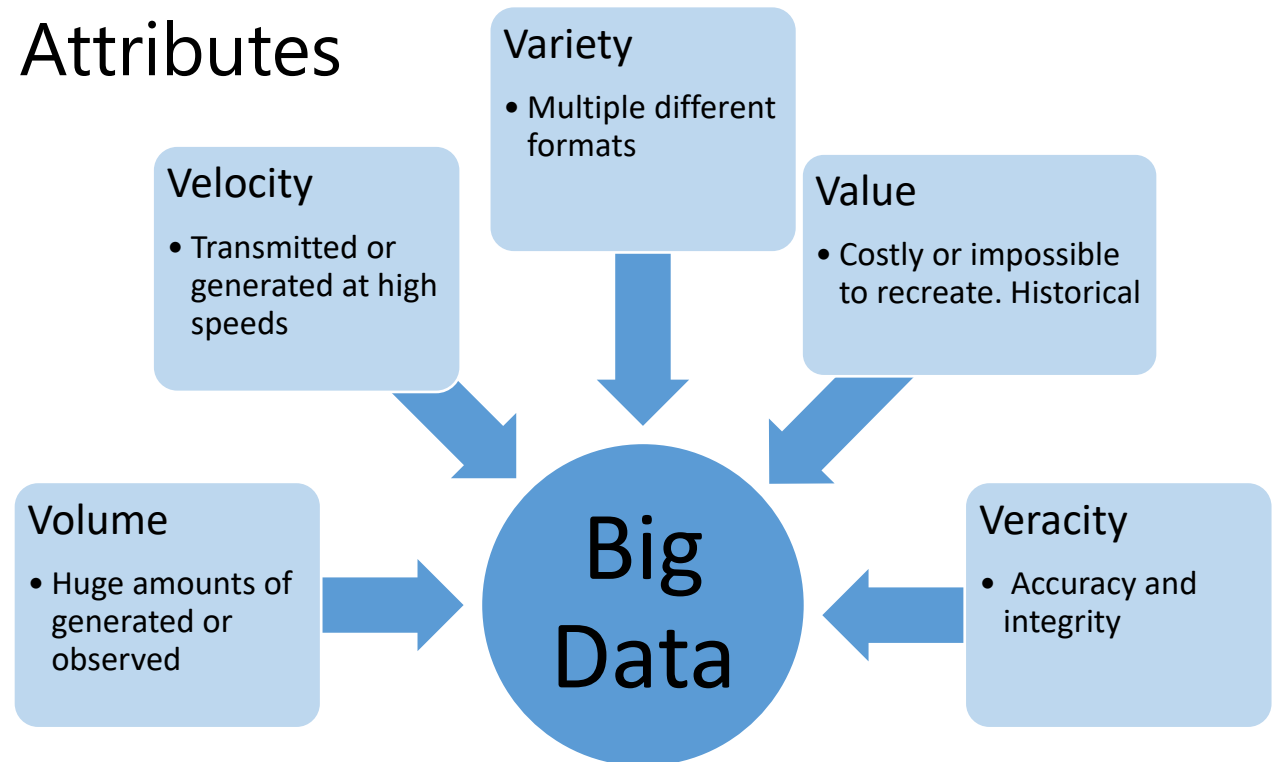 Attributes
Volume
• Huge amounts of
generated or
observed
Velocity
• Transmitted or
generated at high
speeds
Variety
• Multiple different
formats
Value
• Costly or impossible
to recreate. Historical
Veracity
• Accuracy and
integrity
Big
Data